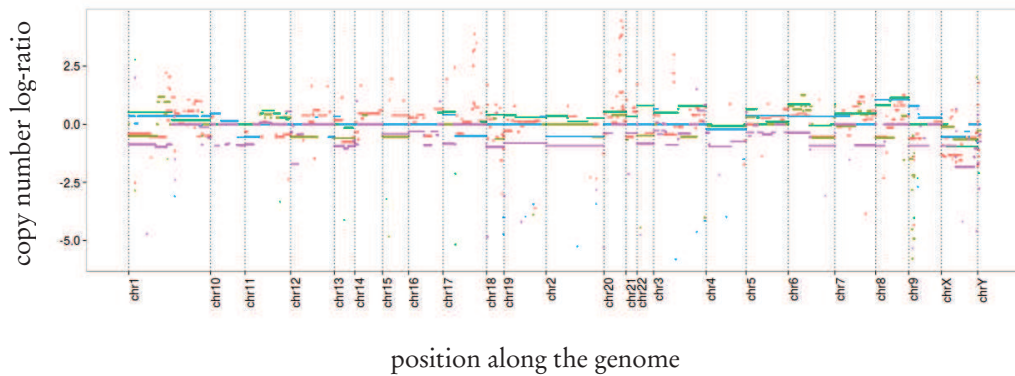 copy number log-ratio
2.5
0.0
-2.5
-5.0
chr1
chr10
chr11
chr12
chr13
chr14
chr15
chr16
chr17
chr18
chr19
chr2
chr20
chr21
chr22
chr3
chr4
chr5
chr6
chr7
chr8
chr9
chrX
chrY
position along the genome